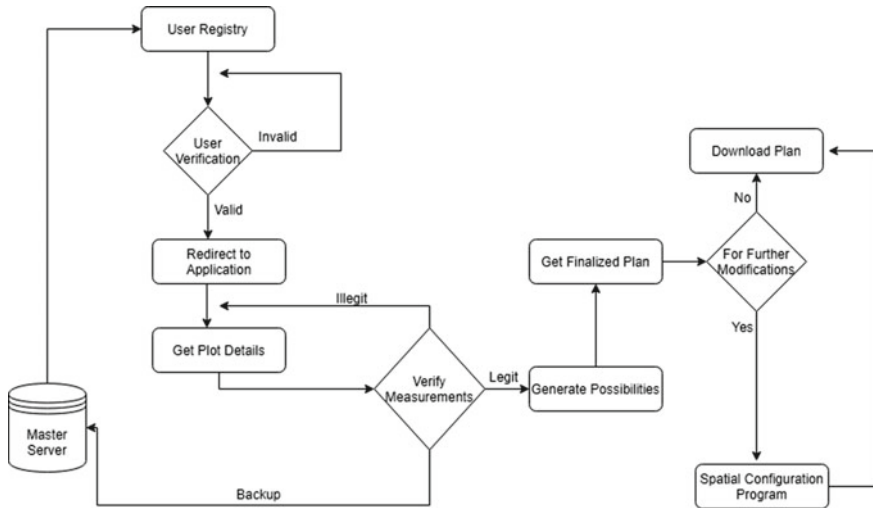 User Registry
User
Verification
Invalid
Valid
Redirect to
Application
Illegit
Get Plot Details
Verify
Measurements
Legit
Generate Possibilities
Get Finalized Plan
For Further
Modifications
No
Download Plan
Yes
Spatial Configuration
Program
Master
Server
Backup